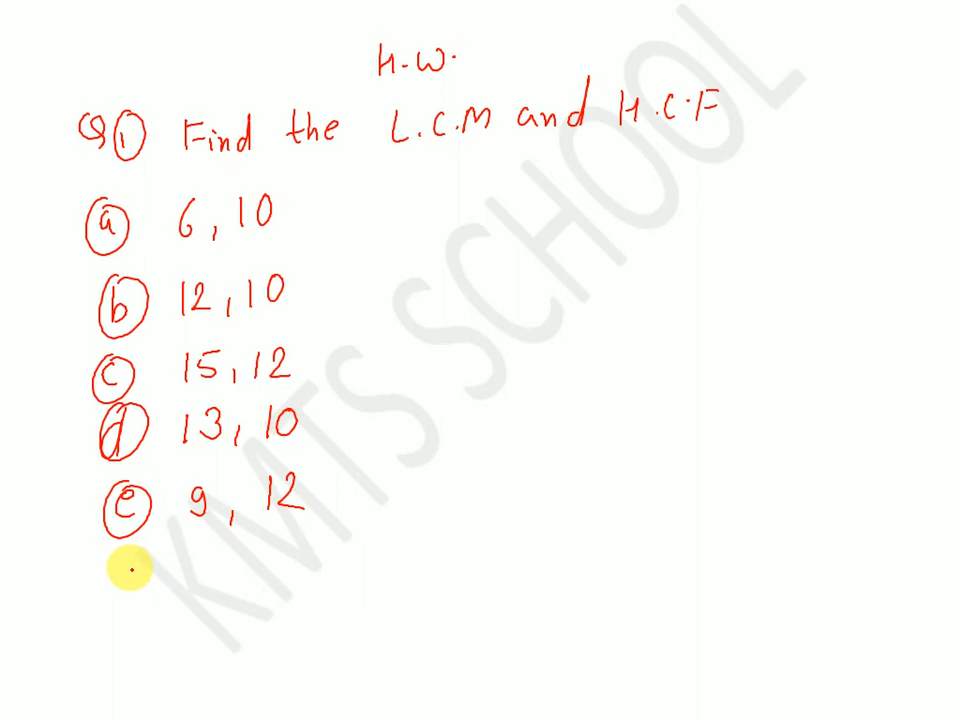 H.W.
Q① Find the L.C.M and H.C.F
ⓐ 6, 10
ⓑ 12, 10
ⓒ 15, 12
ⓓ 13, 10
ⓔ 9, 12
KMTS SCHOOL